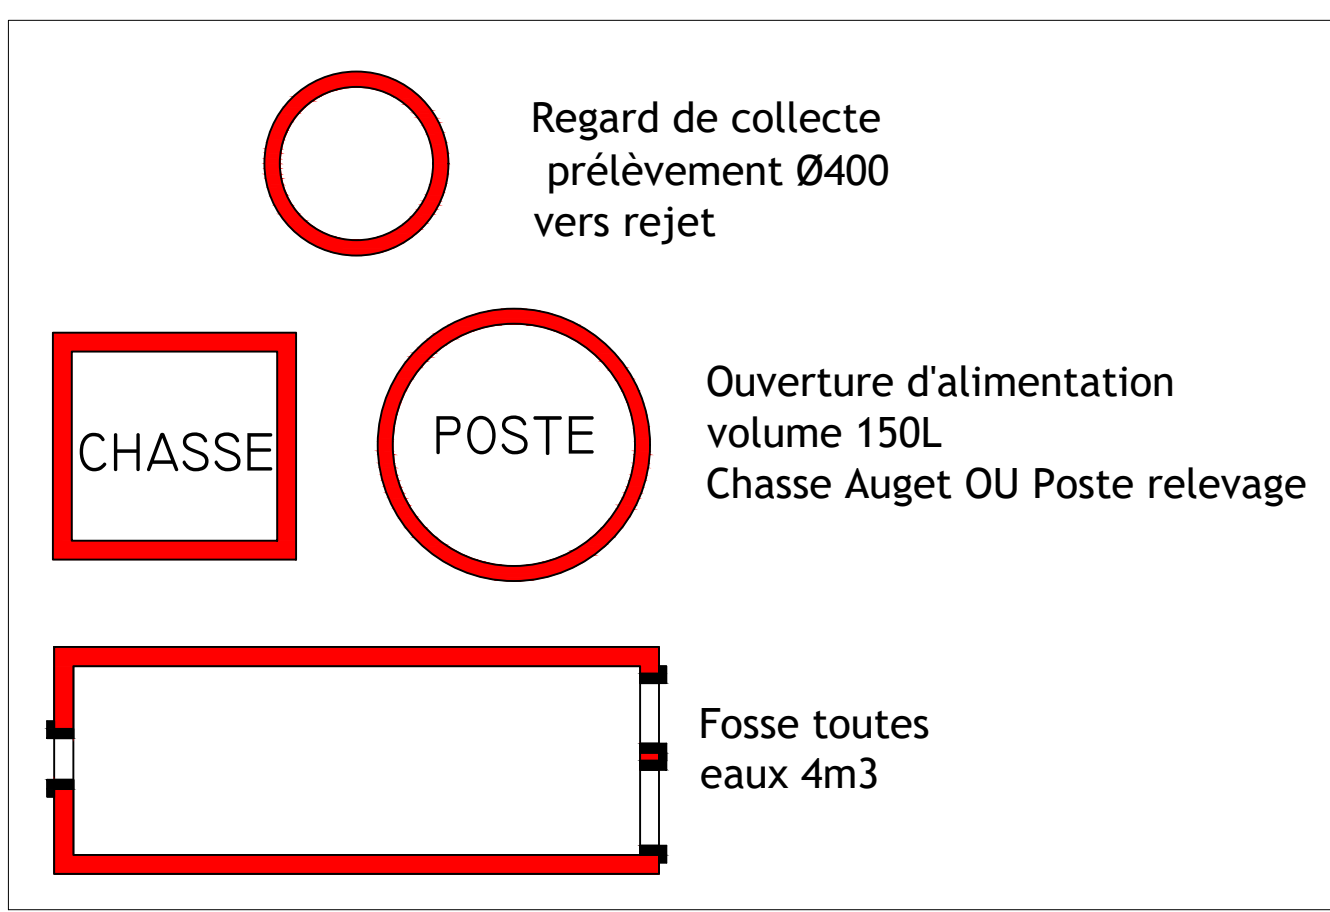 Regard de collecte
prélèvement Ø400
vers rejet
CHASSE
POSTE
Ouverture d'alimentation
volume 150L
Chasse Auget OU Poste relevage
Fosse toutes
eaux 4m3